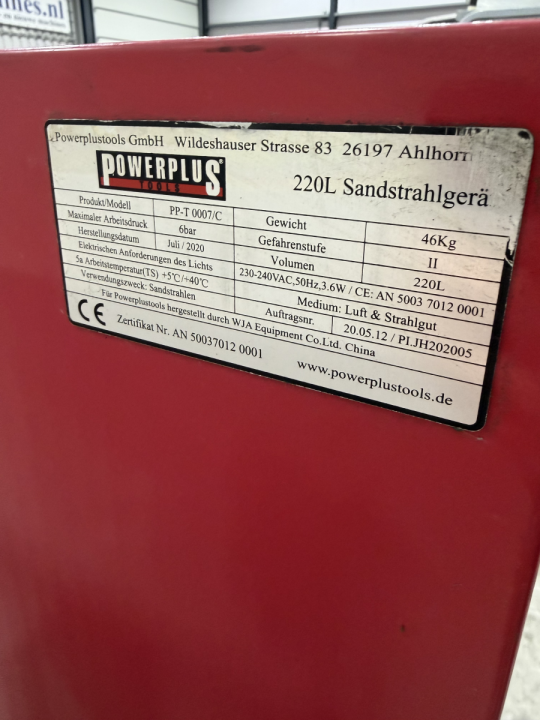 ines.nl
Powerplustools GmbH Wildeshauser Strasse 83 26197 Ahlhorn
POWERPLUS®
TOOLS
220L Sandstrahlgerä
Produkt/Modell PP-T 0007/C Gewicht 46Kg
Maximaler Arbeitsdruck 6bar Gefahrenstufe II
Herstellungsdatum Juli / 2020 Volumen 220L
Elektrischen Anforderungen des Lichts 230-240VAC,50Hz,3.6W / CE: AN 5003 7012 0001
5a Arbeitstemperatur(TS) +5°C/+40°C Medium: Luft & Strahlgut
Verwendungszweck: Sandstrahlen Auftragsnr. 20.05.12 / PI.JH202005
Für Powerplustools hergestellt durch WJA Equipment Co.Ltd. China
CE Zertifikat Nr. AN 50037012 0001 www.powerplustools.de